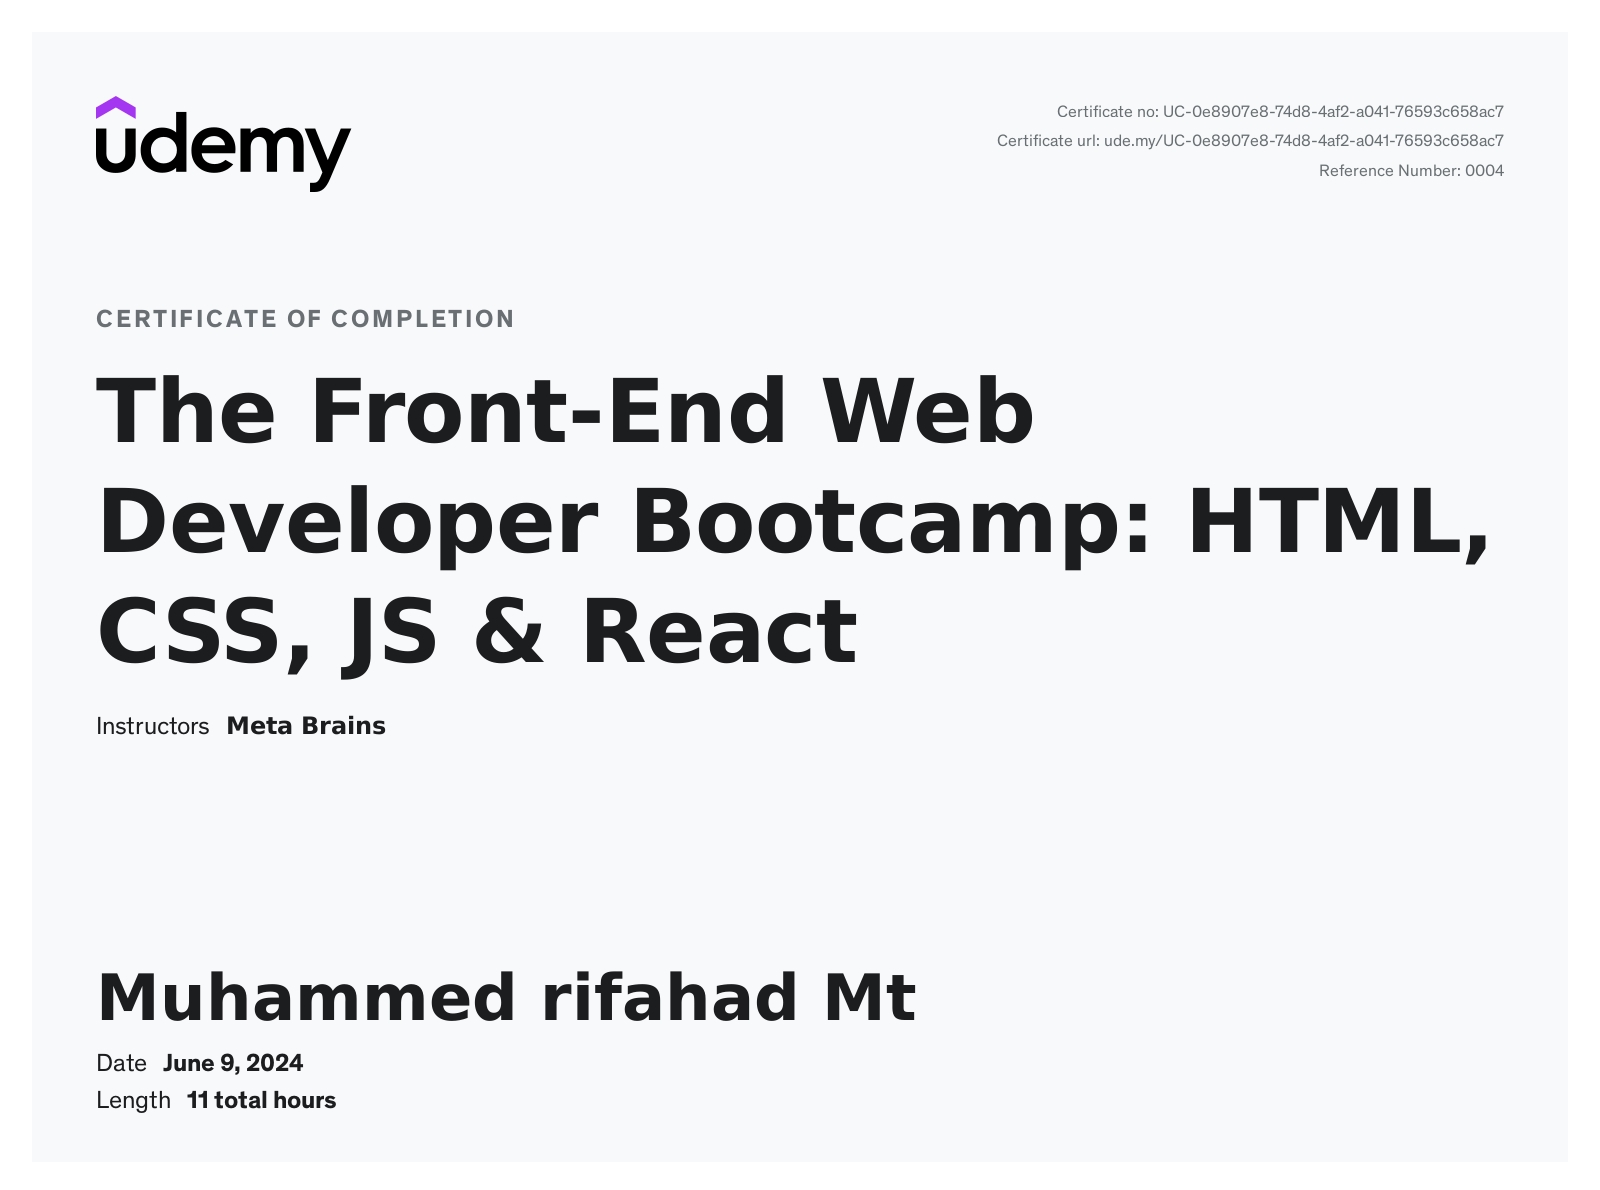 udemy
Certificate no: UC-0e8907e8-74d8-4af2-a041-76593c658ac7
Certificate url: ude.my/UC-0e8907e8-74d8-4af2-a041-76593c658ac7
Reference Number: 0004
CERTIFICATE OF COMPLETION
The Front-End Web
Developer Bootcamp: HTML,
CSS, JS & React
Instructors Meta Brains
Muhammed rifahad Mt
Date June 9, 2024
Length 11 total hours